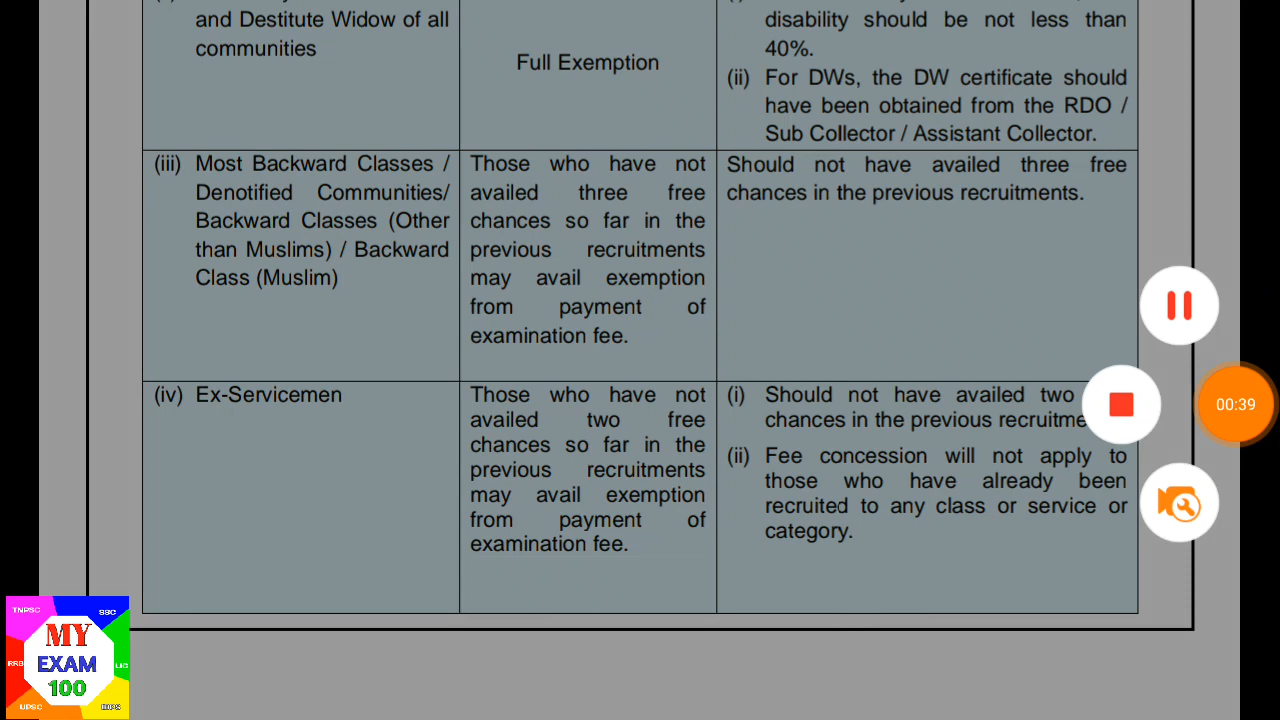 and Destitute Widow of all
communities
Full Exemption
disability should be not less than
40%.
(ii) For DWs, the DW certificate should
have been obtained from the RDO /
Sub Collector / Assistant Collector.
(iii) Most Backward Classes /
Denotified Communities/
Backward Classes (Other
than Muslims) / Backward
Class (Muslim)
Those who have not
availed three free
chances so far in the
previous recruitments
may avail exemption
from payment of
examination fee.
Should not have availed three free
chances in the previous recruitments.
(iv) Ex-Servicemen
Those who have not
availed two free
chances so far in the
previous recruitments
may avail exemption
from payment of
examination fee.
(i) Should not have availed two
chances in the previous recruitme
(ii) Fee concession will not apply to
those who have already been
recruited to any class or service or
category.
00:39
TNPSC
SSC
MY
RRB
EXAM
LIC
100
UPSC
IBPS